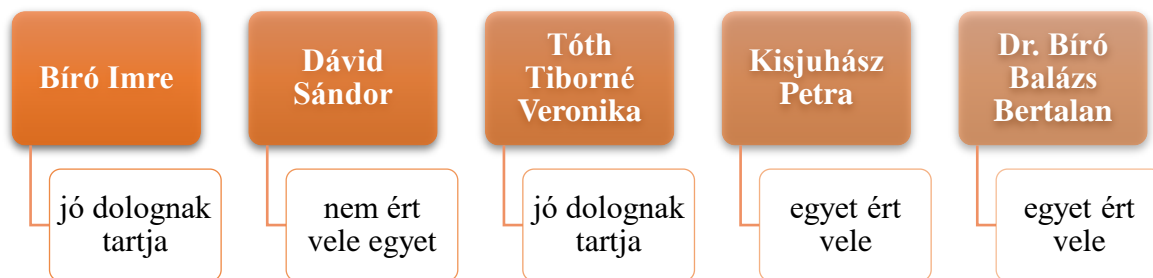 Bíró Imre
jó dolognak
tartja
Dávid
Sándor
nem ért
vele egyet
Tóth
Tiborné
Veronika
jó dolognak
tartja
Kisjuhász
Petra
egyet ért
vele
Dr. Bíró
Balázs
Bertalan
egyet ért
vele